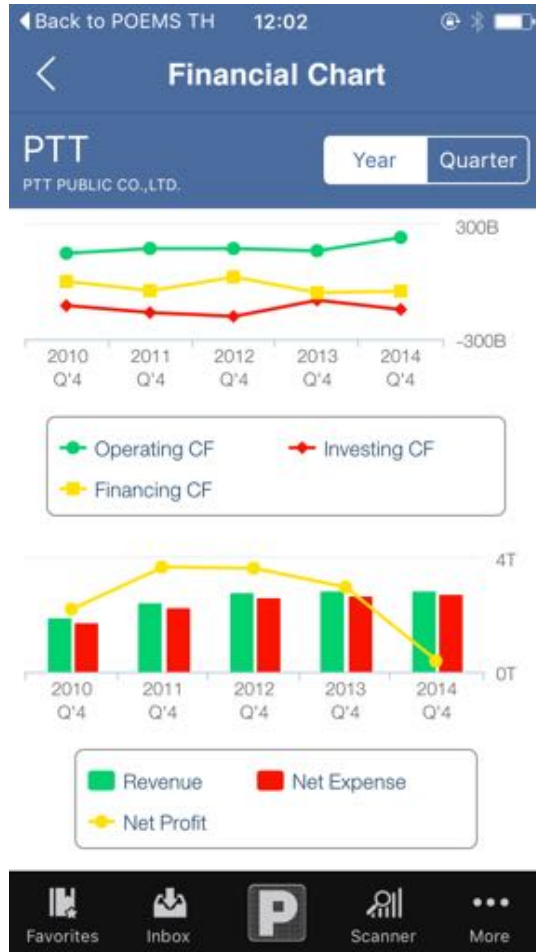 Back to POEMS TH 12:02
Financial Chart
PTT
PTT PUBLIC CO.,LTD.
Year Quarter
300B
-300B
2010 2011 2012 2013 2014
Q'4 Q'4 Q'4 Q'4 Q'4
Operating CF Investing CF
Financing CF
4T
0T
2010 2011 2012 2013 2014
Q'4 Q'4 Q'4 Q'4 Q'4
Revenue Net Expense
Net Profit
P
Favorites Inbox Scanner More